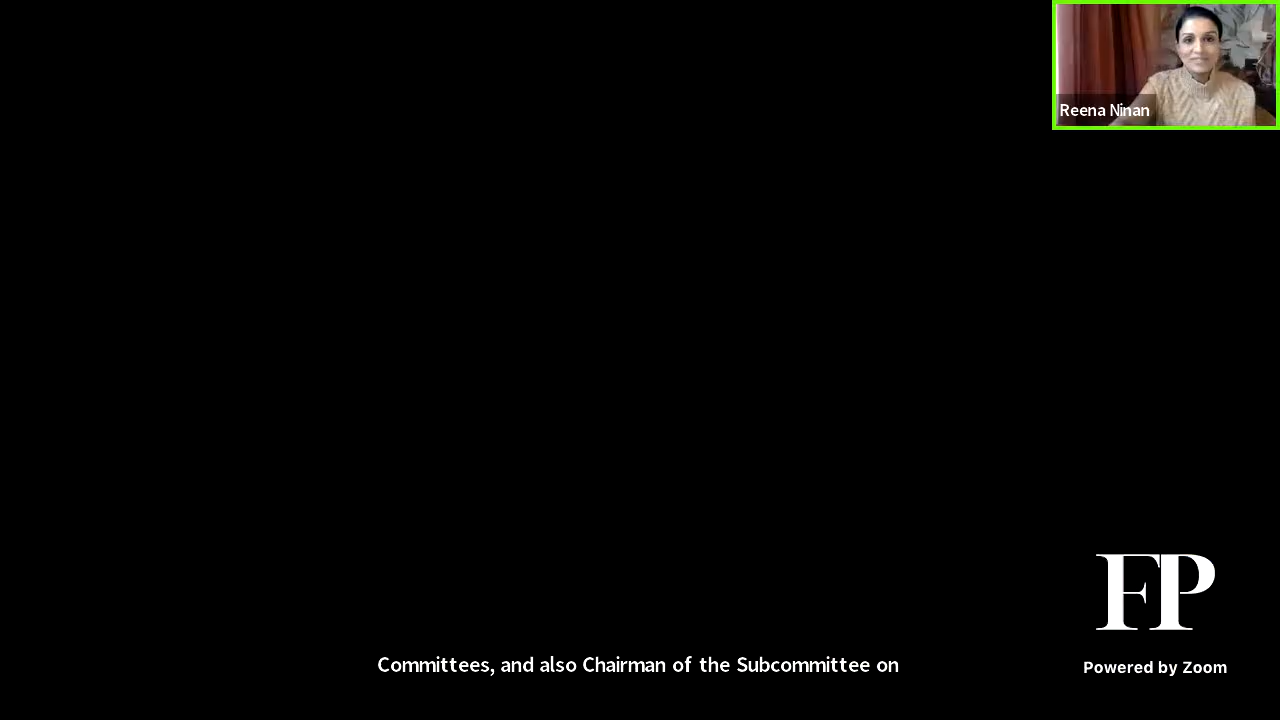 Reena Ninan
FP
Committees, and also Chairman of the Subcommittee on
Powered by Zoom